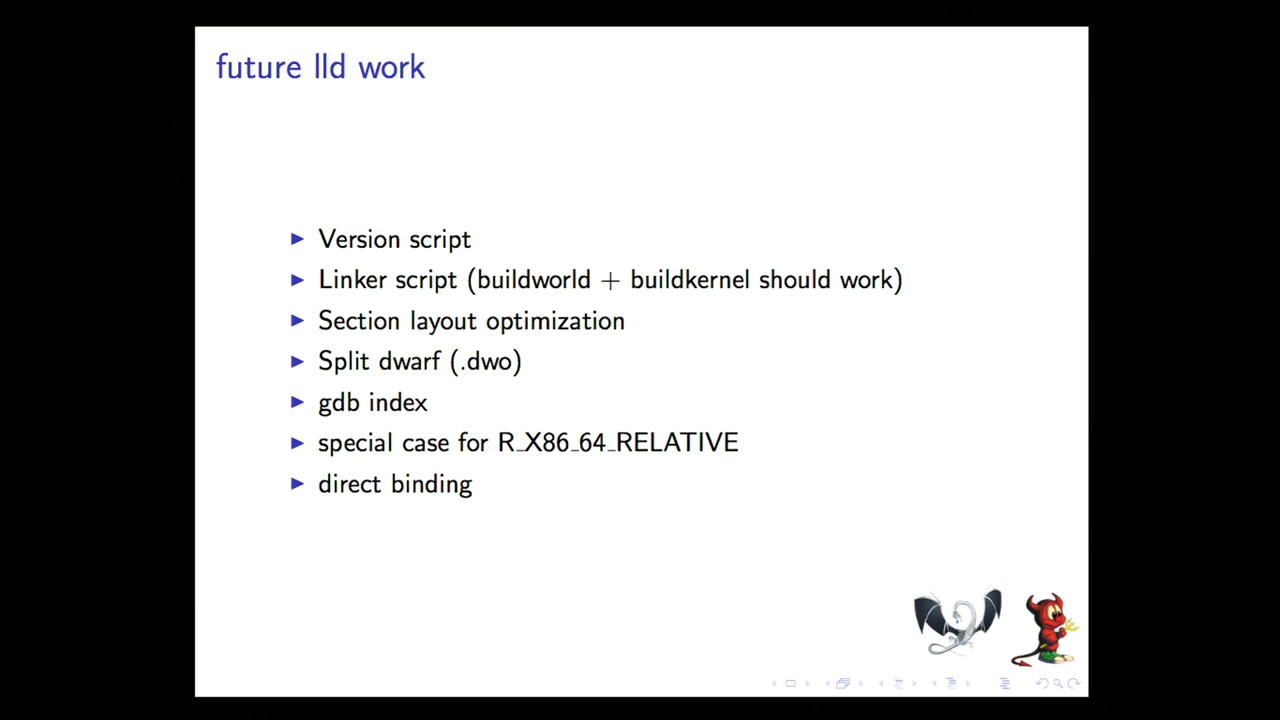 future lld work
Version script
Linker script (buildworld + buildkernel should work)
Section layout optimization
Split dwarf (.dwo)
gdb index
special case for R_X86_64_RELATIVE
direct binding